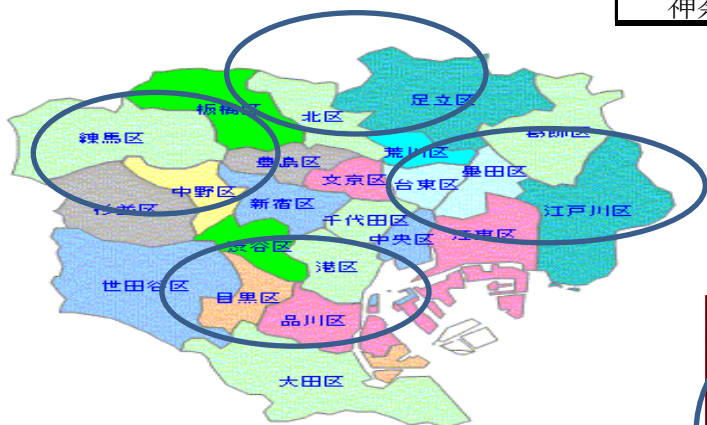 神奈
板橋区
北区
足立区
練馬区
葛飾区
荒川区
豊島区
墨田区
文京区
台東区
中野区
新宿区
杉並区
江戸川区
千代田区
中央区
江東区
渋谷区
港区
世田谷区
目黒区
品川区
大田区